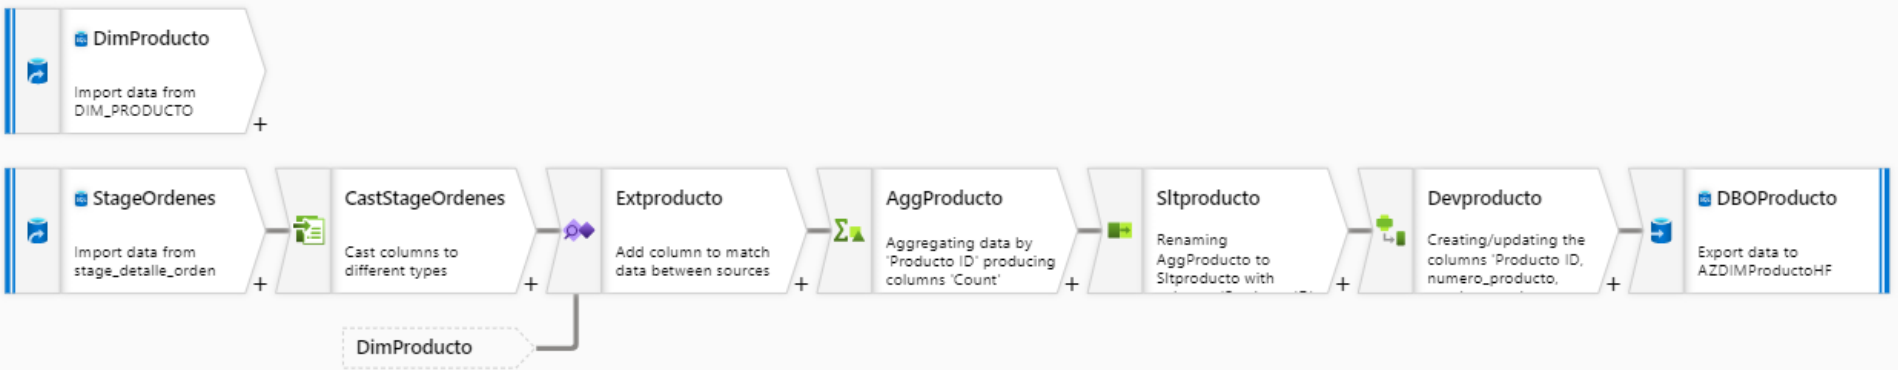 DimProducto
Import data from
DIM_PRODUCTO
+
StageOrdenes
Import data from
stage_detalle_orden
+
CastStageOrdenes
Cast columns to
different types
+
Extproducto
Add column to match
data between sources
+
AggProducto
Aggregating data by
'Producto ID' producing
columns 'Count'
+
Sltproducto
Renaming
AggProducto to
Sltproducto with
+
Devproducto
Creating/updating the
columns 'Producto ID,
numero_producto,
+
DBOProducto
Export data to
AZDIMProductoHF
DimProducto